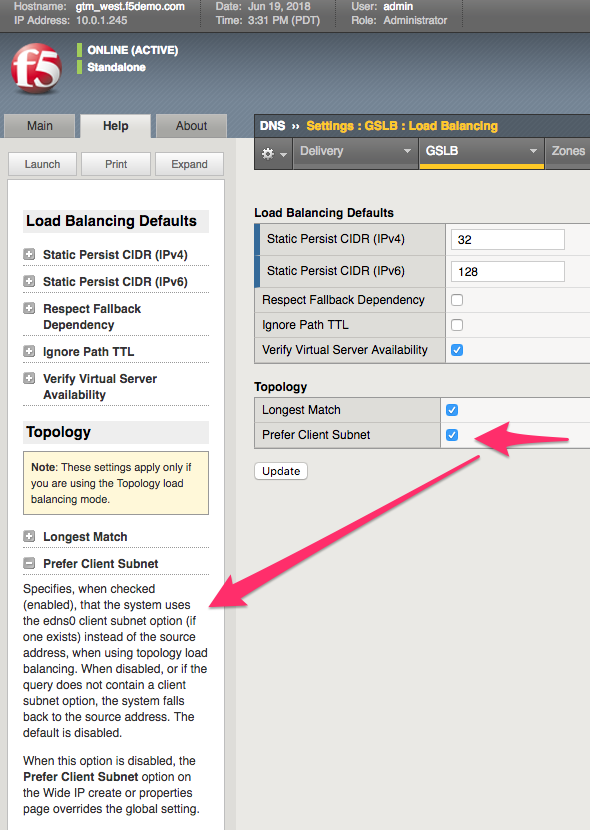 Hostname: gtm_west.f5demo.com Date: Jun 19, 2018 User: admin
IP Address: 10.0.1.245 Time: 3:31 PM (PDT) Role: Administrator
f5
ONLINE (ACTIVE)
Standalone
Main Help About
DNS ›› Settings : GSLB : Load Balancing
Delivery GSLB Zones
Launch Print Expand
Load Balancing Defaults
Static Persist CIDR (IPv4)
Static Persist CIDR (IPv6)
Respect Fallback
Dependency
Ignore Path TTL
Verify Virtual Server
Availability
Topology
Note: These settings apply only if
you are using the Topology load
balancing mode.
Longest Match
Prefer Client Subnet
Specifies, when checked
(enabled), that the system uses
the edns0 client subnet option (if
one exists) instead of the source
address, when using topology load
balancing. When disabled, or if the
query does not contain a client
subnet option, the system falls
back to the source address. The
default is disabled.
When this option is disabled, the
Prefer Client Subnet option on
the Wide IP create or properties
page overrides the global setting.
Load Balancing Defaults
Static Persist CIDR (IPv4) 32
Static Persist CIDR (IPv6) 128
Respect Fallback Dependency
Ignore Path TTL
Verify Virtual Server Availability
Topology
Longest Match
Prefer Client Subnet
Update